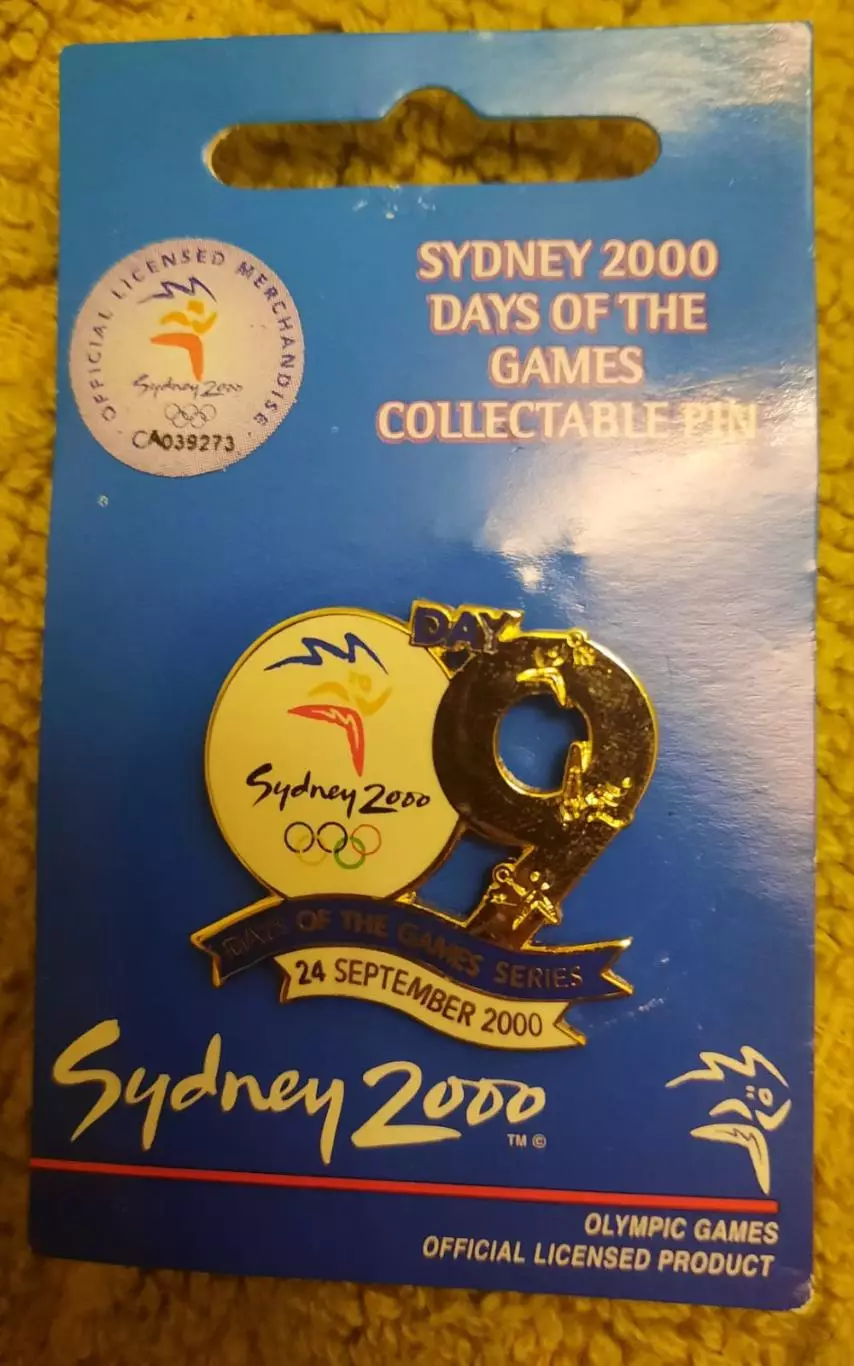 OFFICIAL LICENSED MERCHANDISE
Sydney 2000
CA039273
SYDNEY 2000
DAYS OF THE
GAMES
COLLECTABLE PIN
DAY
9
Sydney 2000
DAYS OF THE GAMES SERIES
24 SEPTEMBER 2000
Sydney 2000
TM ©
OLYMPIC GAMES
OFFICIAL LICENSED PRODUCT